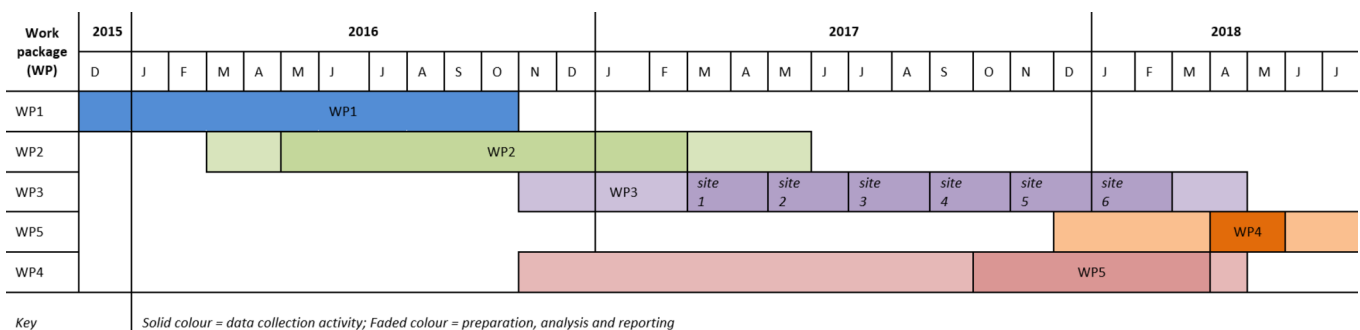 Work package (WP) 2015 2016 2017 2018
D J F M A M J J A S O N D J F M A M J J A S O N D J F M A M J J
WP1 WP1
WP2 WP2
WP3 WP3 site 1 site 2 site 3 site 4 site 5 site 6
WP5 WP4
WP4 WP5
Key Solid colour = data collection activity; Faded colour = preparation, analysis and reporting